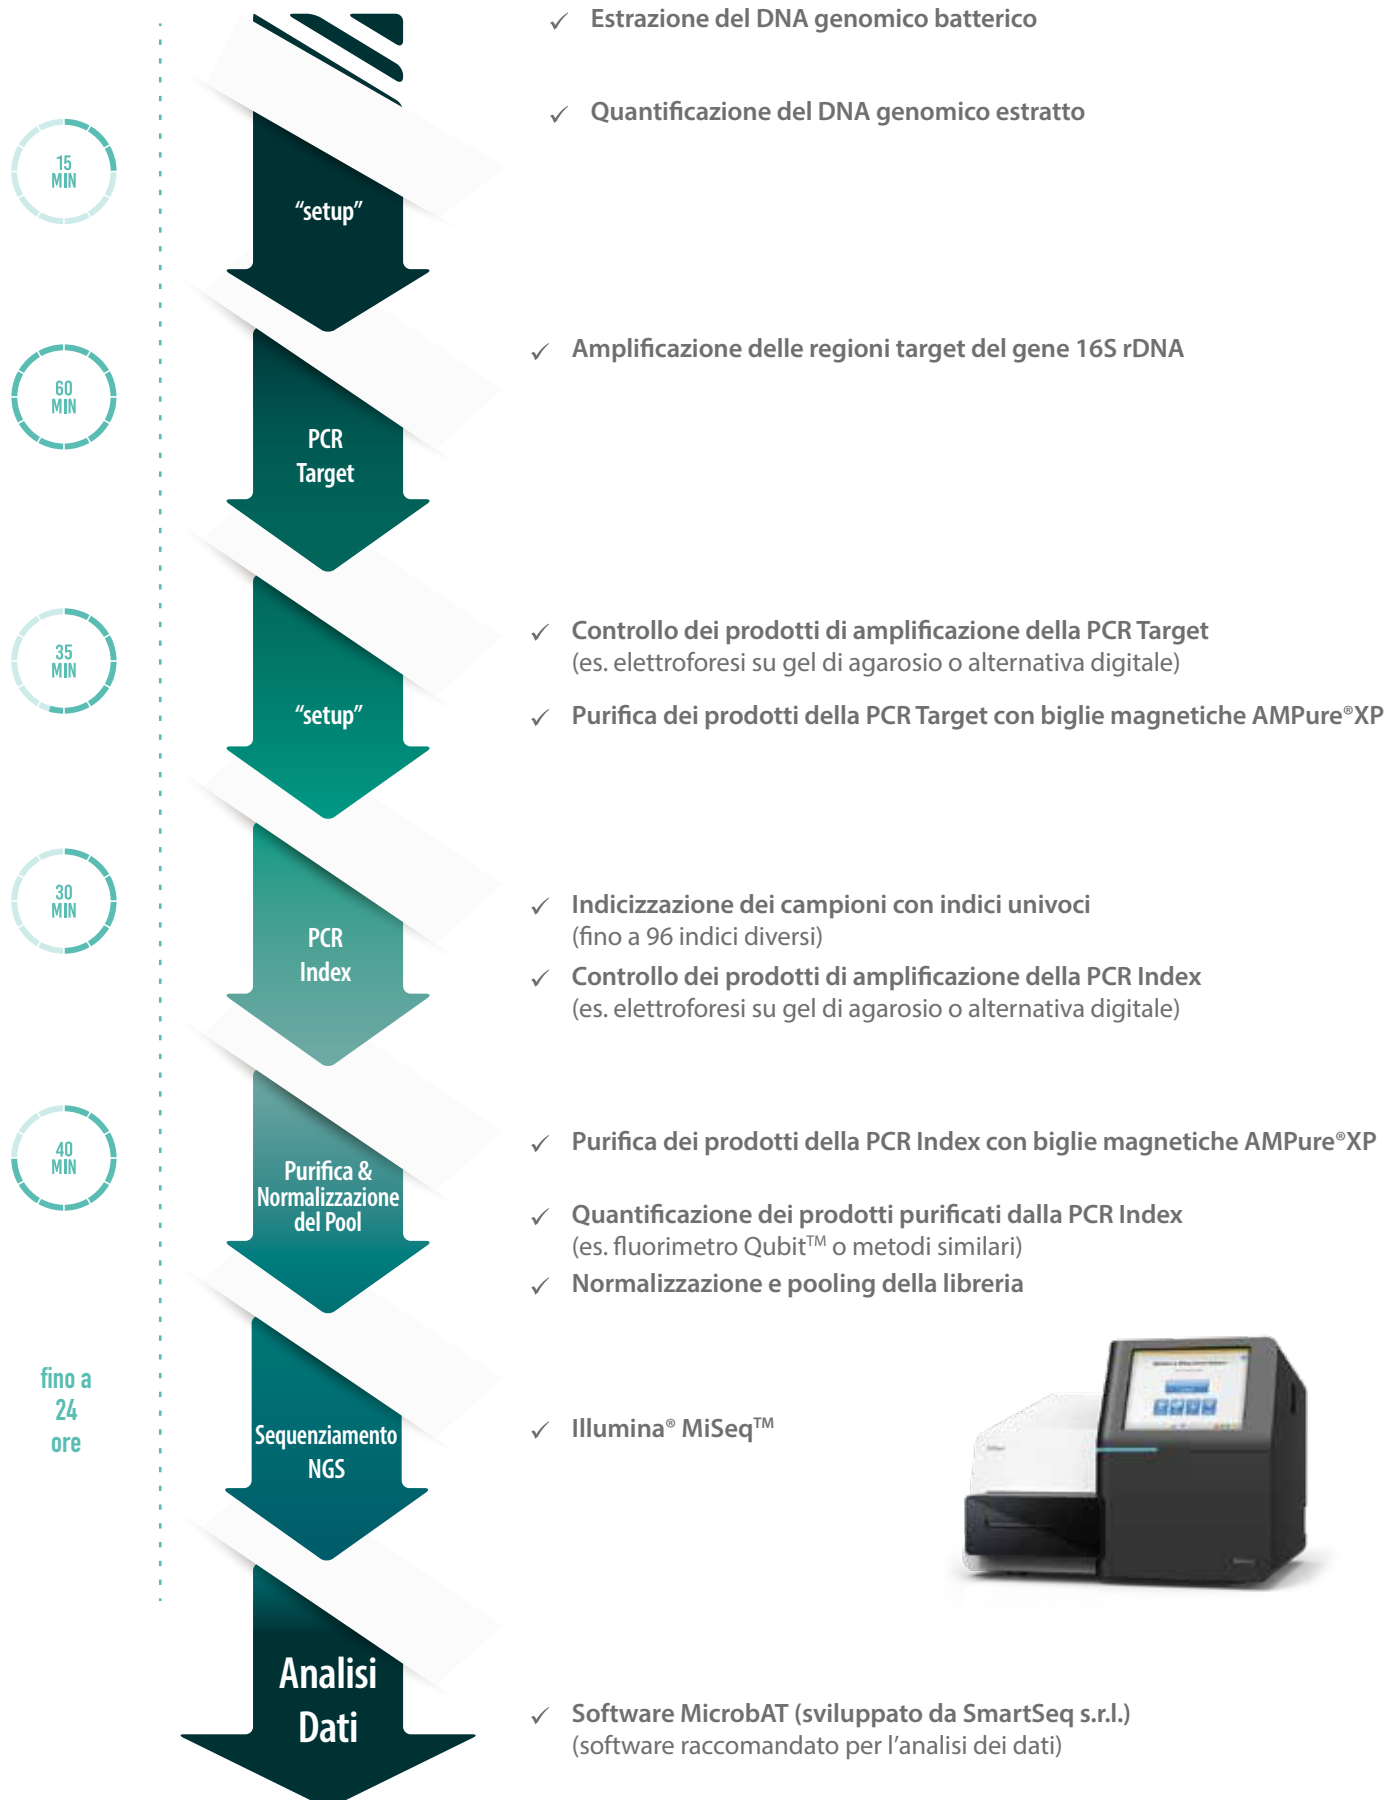 Estrazione del DNA genomico batterico
Quantificazione del DNA genomico estratto
15
MIN
“setup”
Amplificazione delle regioni target del gene 16S rDNA
60
MIN
PCR
Target
Controllo dei prodotti di amplificazione della PCR Target
(es. elettroforesi su gel di agarosio o alternativa digitale)
35
MIN
“setup”
Purifica dei prodotti della PCR Target con biglie magnetiche AMPure®XP
30
MIN
PCR
Index
Indicizzazione dei campioni con indici univoci
(fino a 96 indici diversi)
Controllo dei prodotti di amplificazione della PCR Index
(es. elettroforesi su gel di agarosio o alternativa digitale)
40
MIN
Purifica &
Normalizzazione
del Pool
Purifica dei prodotti della PCR Index con biglie magnetiche AMPure®XP
Quantificazione dei prodotti purificati dalla PCR Index
(es. fluorimetro Qubit™ o metodi similari)
Normalizzazione e pooling della libreria
fino a
24
ore
Sequenziamento
NGS
Illumina® MiSeq™
Analisi
Dati
Software MicrobAT (sviluppato da SmartSeq s.r.l.)
(software raccomandato per l’analisi dei dati)